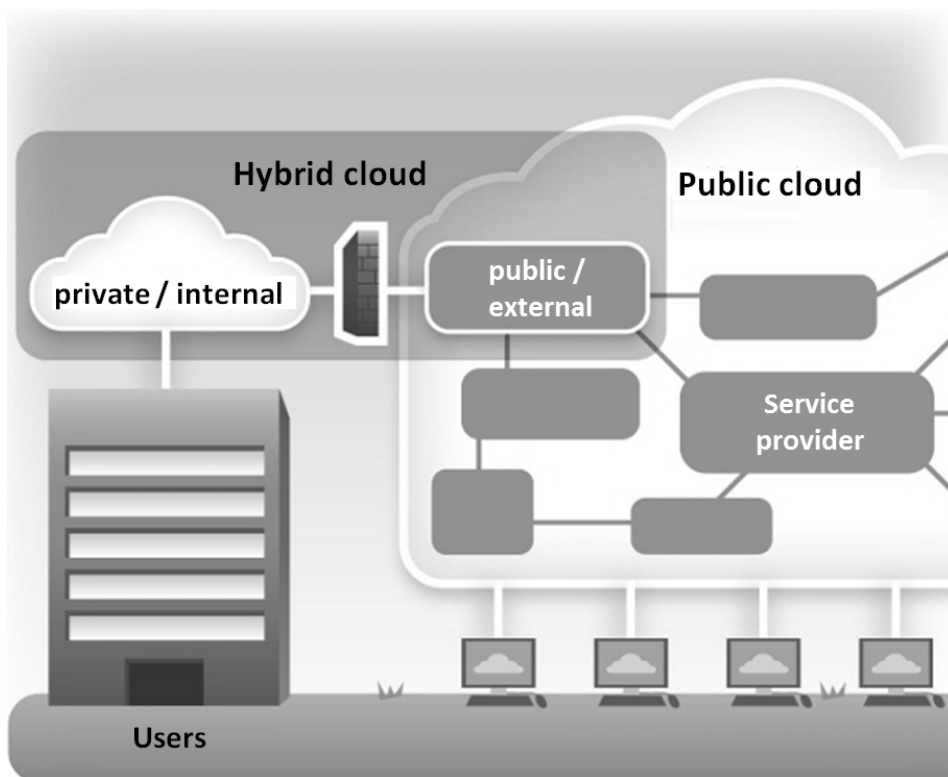 Hybrid cloud
Public cloud
private / internal
public /
external
Service
provider
Users